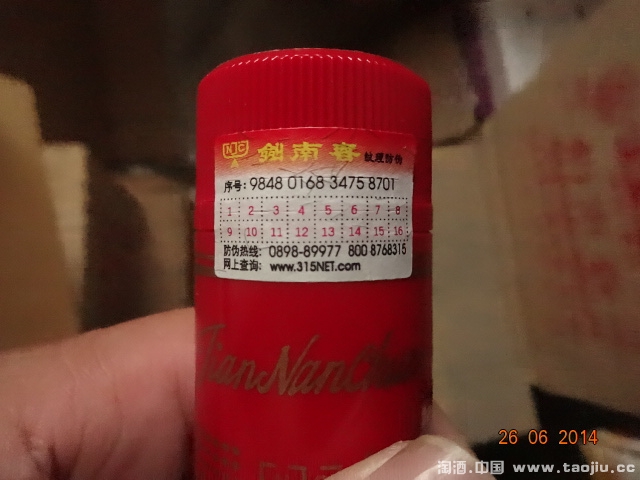 NJC 剑南春 纹理防伪
序号: 9848 0168 3475 8701
1 2 3 4 5 6 7 8
9 10 11 12 13 14 15 16
防伪热线: 0898-89977 800 8768315
网上查询: www.315NET.com
JianNanChun
26 06 2014
淘酒.中国 www.taojiu.cc